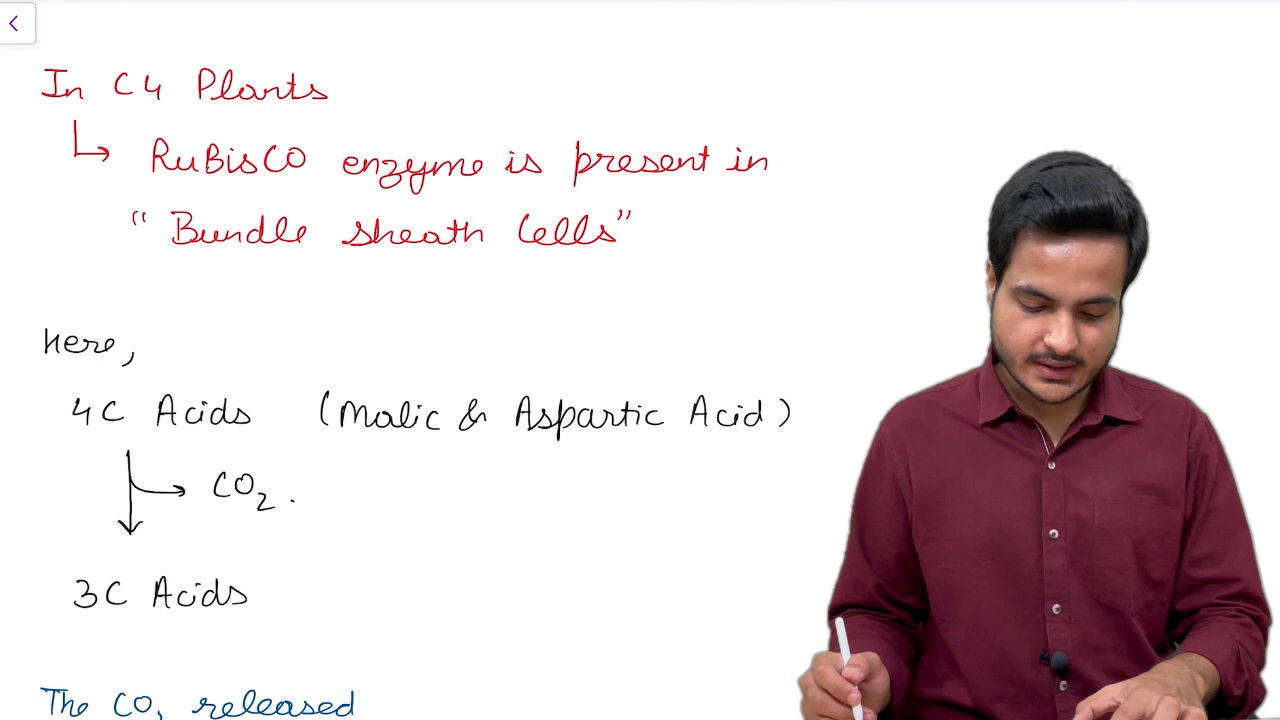 In C4 Plants
↳ RuBisCO enzyme is present in
"Bundle sheath Cells"
here,
4C Acids (Malic & Aspartic Acid)
→ CO₂.
3C Acids
The CO₂ released